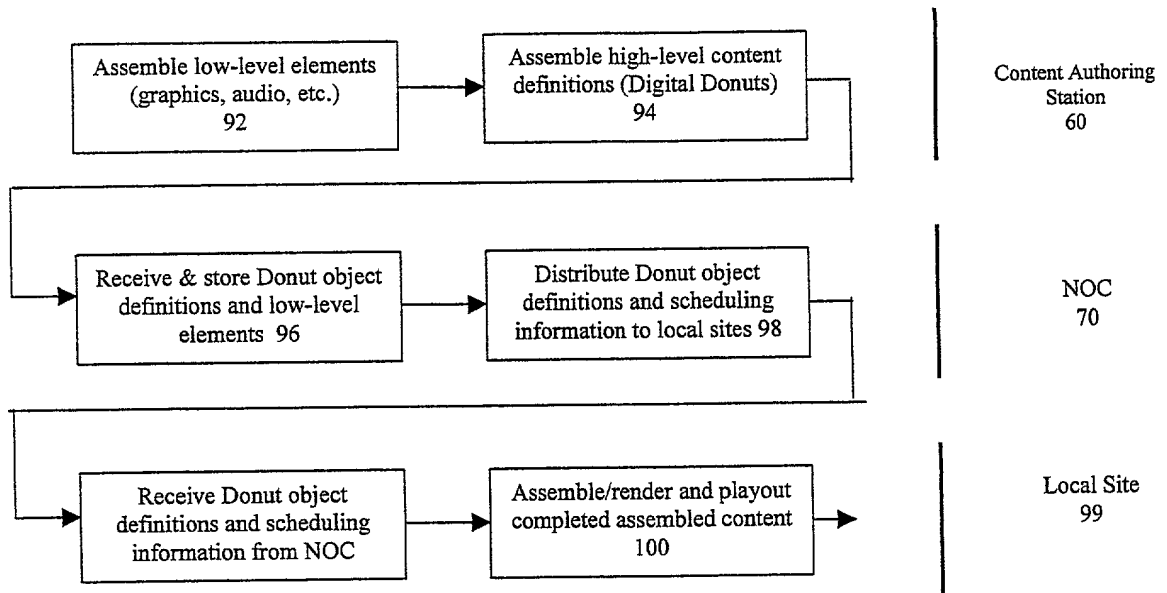 Assemble low-level elements
(graphics, audio, etc.)
92
Assemble high-level content
definitions (Digital Donuts)
94
Content Authoring
Station
60
Receive & store Donut object
definitions and low-level
elements 96
Distribute Donut object
definitions and scheduling
information to local sites 98
NOC
70
Receive Donut object
definitions and scheduling
information from NOC
Assemble/render and playout
completed assembled content
100
Local Site
99